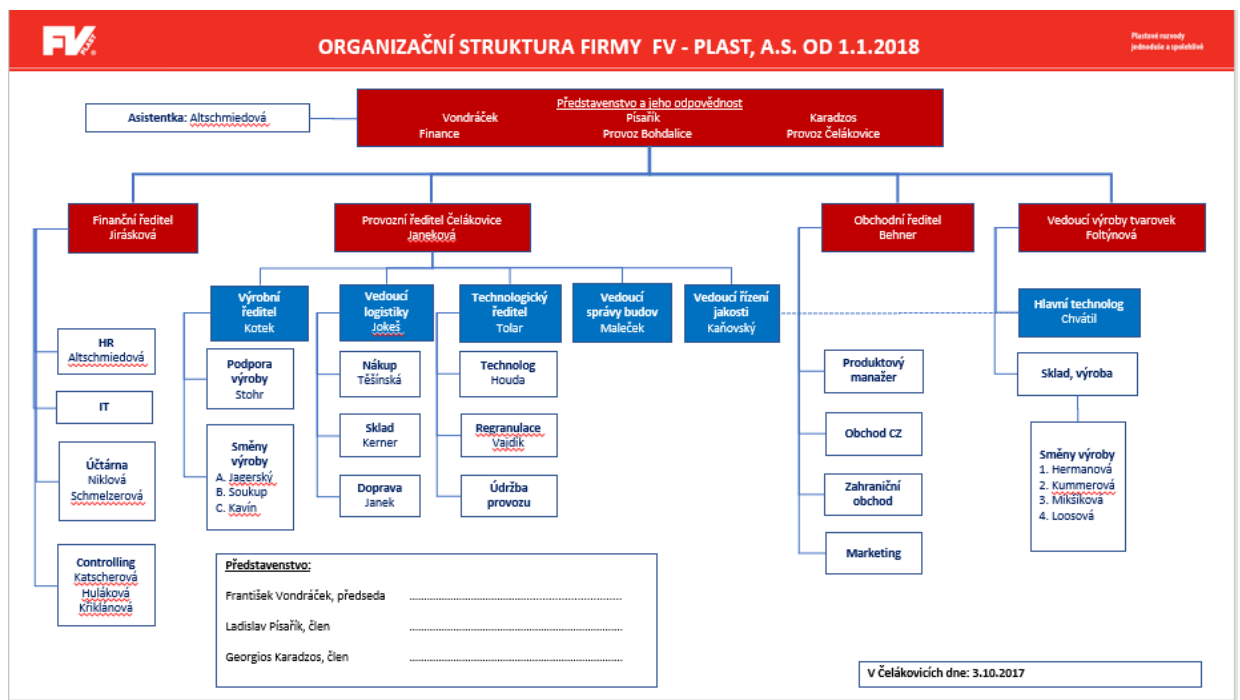 FV PLAST
ORGANIZAČNÍ STRUKTURA FIRMY FV - PLAST, A.S. OD 1.1.2018
Plastové rozvody
jednoduše a spolehlivě
Asistentka: Altschmiedová
Představenstvo a jeho odpovědnost
Vondráček Písařík Karadzos
Finance Provoz Bohdalice Provoz Čelákovice
Finanční ředitel
Jirásková
Provozní ředitel Čelákovice
Janeková
Obchodní ředitel
Behner
Vedoucí výroby tvarovek
Foltýnová
Výrobní
ředitel
Kotek
Vedoucí
logistiky
Jokeš
Technologický
ředitel
Tolar
Vedoucí
správy budov
Maleček
Vedoucí řízení
jakosti
Kaňovský
Hlavní technolog
Chvátil
HR
Altschmiedová
IT
Účtárna
Niklová
Schmelzerová
Controlling
Katscherová
Huláková
Křiklánová
Podpora
výroby
Stohr
Směny
výroby
A. Jagerský
B. Soukup
C. Kavín
Nákup
Těšínská
Sklad
Kerner
Doprava
Janek
Technolog
Houda
Regranulace
Vajdík
Údržba
provozu
Produktový
manažer
Obchod CZ
Zahraniční
obchod
Marketing
Sklad, výroba
Směny výroby
1. Hermanová
2. Kummerová
3. Mikšíková
4. Loosová
Představenstvo:
František Vondráček, předseda
Ladislav Písařík, člen
Georgios Karadzos, člen
V Čelákovicích dne: 3.10.2017